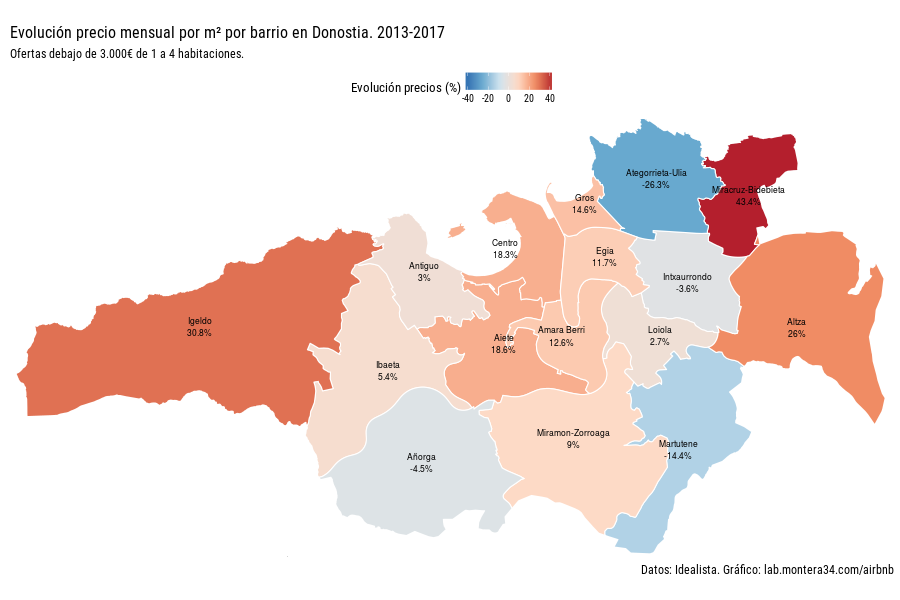 Evolución precio mensual por m² por barrio en Donostia. 2013-2017
Ofertas debajo de 3.000€ de 1 a 4 habitaciones.
Evolución precios (%)
-40 -20 0 20 40
Ategorrieta-Ulia
-26.3%
Miracruz-Bidebieta
43.4%
Gros
14.6%
Centro
18.3%
Egia
11.7%
Antiguo
3%
Intxaurrondo
-3.6%
Igeldo
30.8%
Altza
26%
Aiete
18.6%
Amara Berri
12.6%
Loiola
2.7%
Ibaeta
5.4%
Miramon-Zorroaga
9%
Martutene
-14.4%
Añorga
-4.5%
Datos: Idealista. Gráfico: lab.montera34.com/airbnb